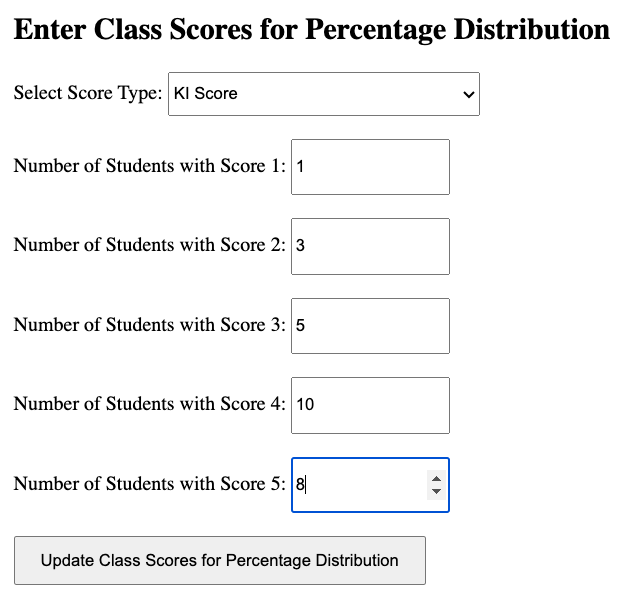 Enter Class Scores for Percentage Distribution
Select Score Type: KI Score
Number of Students with Score 1: 1
Number of Students with Score 2: 3
Number of Students with Score 3: 5
Number of Students with Score 4: 10
Number of Students with Score 5: 8
Update Class Scores for Percentage Distribution